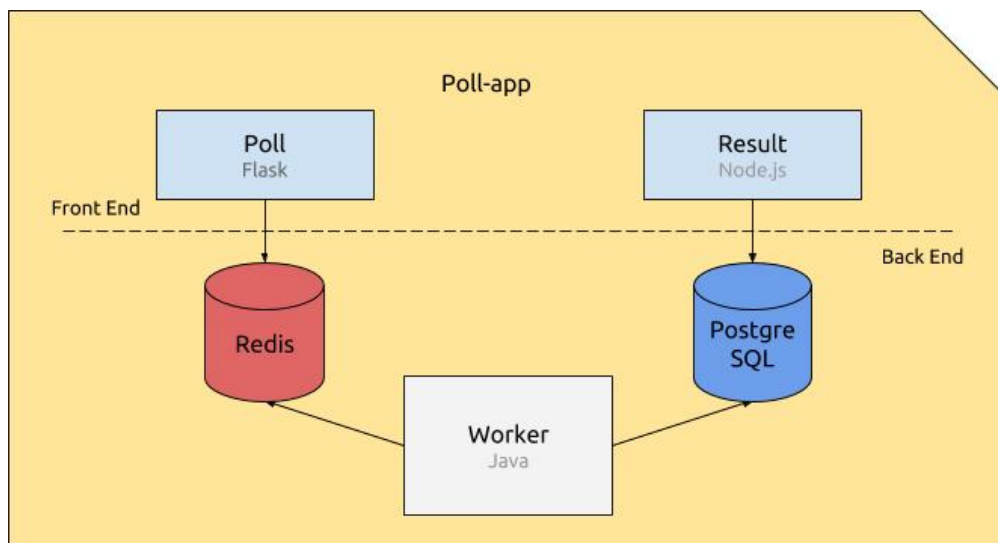 Poll-app
Poll
Flask
Result
Node.js
Front End
Back End
Redis
Postgre
SQL
Worker
Java